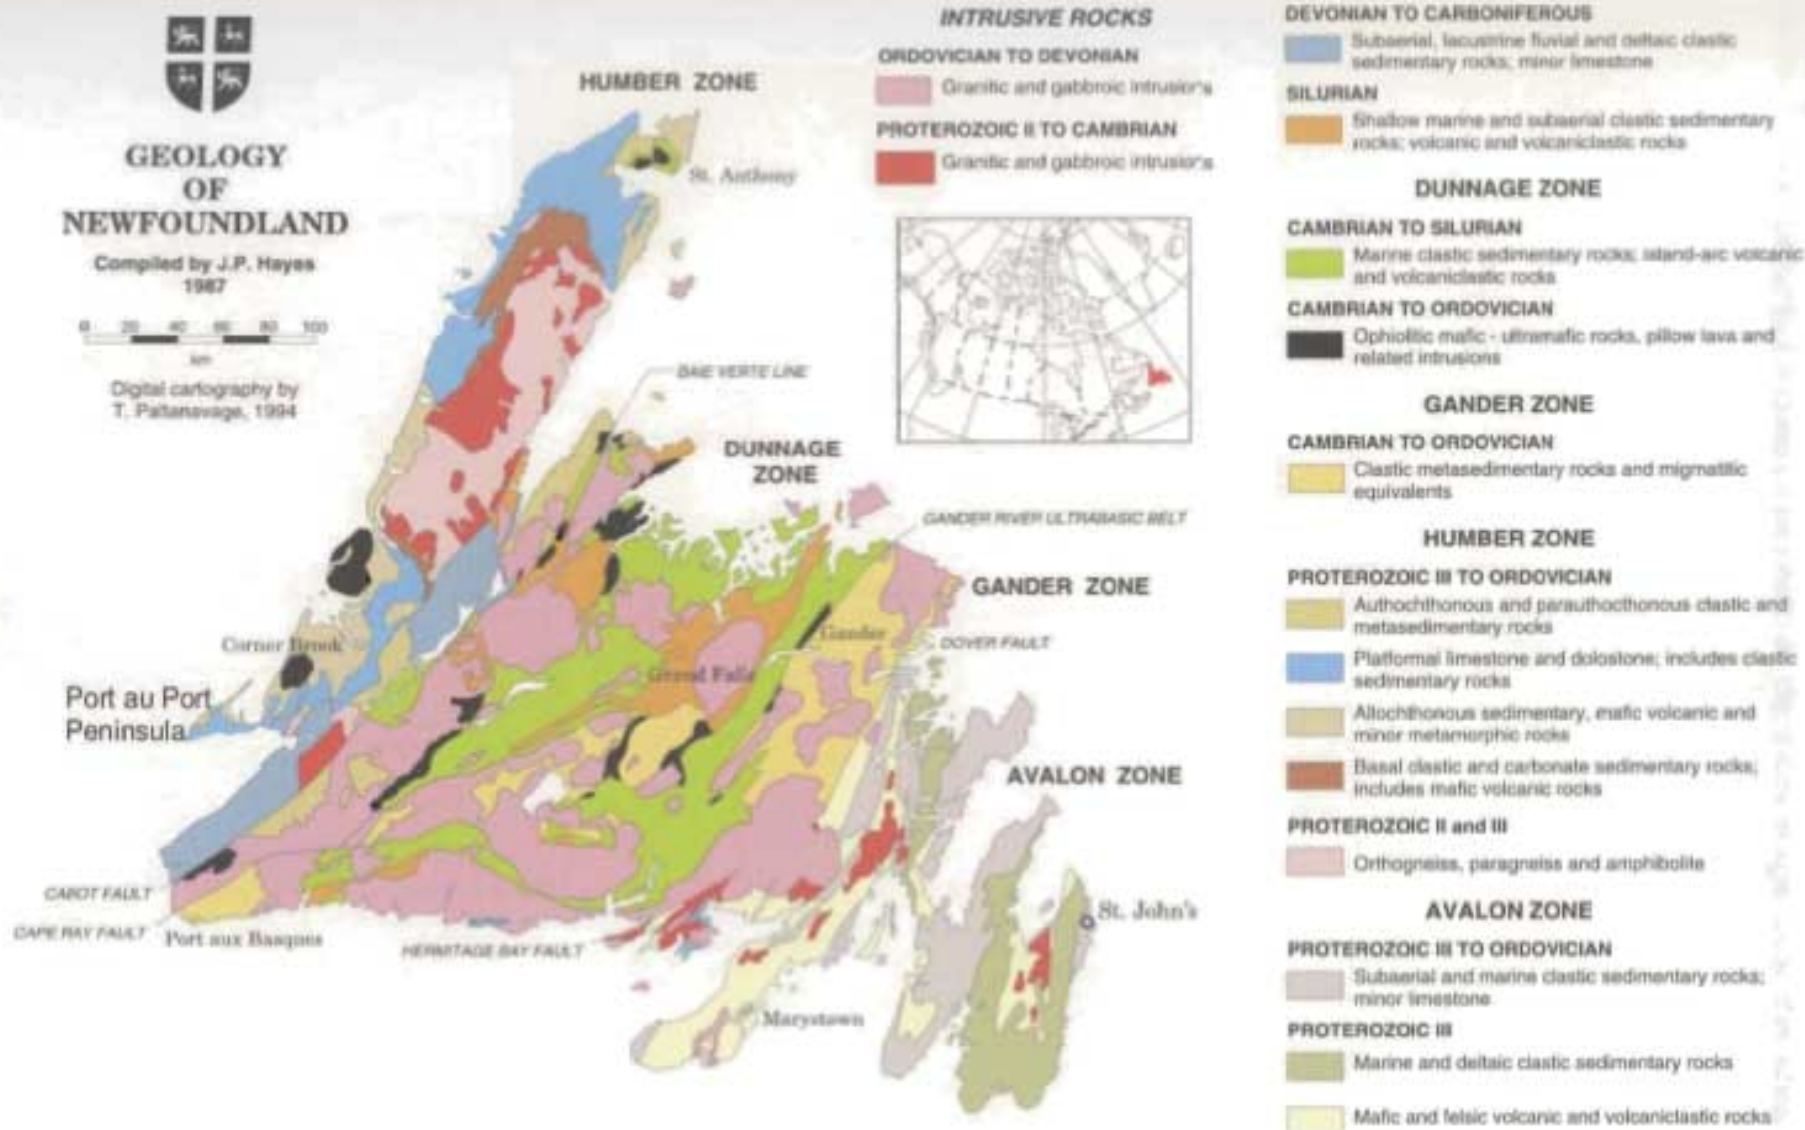 GEOLOGY
OF
NEWFOUNDLAND
Compiled by J.P. Hayes
1987
0 20 40 60 80 100
km
Digital cartography by
T. Paltanavage, 1994
HUMBER ZONE
St. Anthony
BAIE VERTE LINE
DUNNAGE
ZONE
GANDER RIVER ULTRABASIC BELT
GANDER ZONE
Gander
DOVER FAULT
Corner Brook
Grand Falls
Port au Port
Peninsula
AVALON ZONE
CABOT FAULT
CAPE RAY FAULT
Port aux Basques
HERMITAGE BAY FAULT
St. John's
Marystown
INTRUSIVE ROCKS
ORDOVICIAN TO DEVONIAN
Granitic and gabbroic intrusions
PROTEROZOIC II TO CAMBRIAN
Granitic and gabbroic intrusions
DEVONIAN TO CARBONIFEROUS
Subaerial, lacustrine fluvial and deltaic clastic
sedimentary rocks; minor limestone
SILURIAN
Shallow marine and subaerial clastic sedimentary
rocks; volcanic and volcaniclastic rocks
DUNNAGE ZONE
CAMBRIAN TO SILURIAN
Marine clastic sedimentary rocks; island-arc volcanic
and volcaniclastic rocks
CAMBRIAN TO ORDOVICIAN
Ophiolitic mafic - ultramafic rocks, pillow lava and
related intrusions
GANDER ZONE
CAMBRIAN TO ORDOVICIAN
Clastic metasedimentary rocks and migmatitic
equivalents
HUMBER ZONE
PROTEROZOIC III TO ORDOVICIAN
Authochthonous and parauthocthonous clastic and
metasedimentary rocks
Platformal limestone and dolostone; includes clastic
sedimentary rocks
Allochthonous sedimentary, mafic volcanic and
minor metamorphic rocks
Basal clastic and carbonate sedimentary rocks;
includes mafic volcanic rocks
PROTEROZOIC II and III
Orthogneiss, paragneiss and amphibolite
AVALON ZONE
PROTEROZOIC III TO ORDOVICIAN
Subaerial and marine clastic sedimentary rocks;
minor limestone
PROTEROZOIC III
Marine and deltaic clastic sedimentary rocks
Mafic and felsic volcanic and volcaniclastic rocks